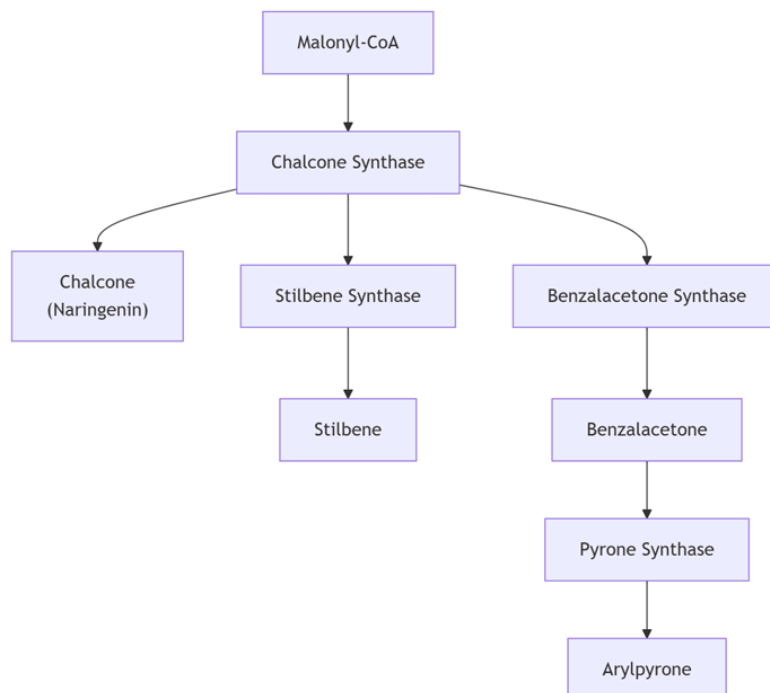 Malonyl-CoA
Chalcone Synthase
Chalcone
(Naringenin)
Stilbene Synthase
Benzalacetone Synthase
Stilbene
Benzalacetone
Pyrone Synthase
Arylpyrone